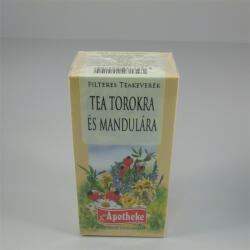 FILTERES TEAKEVERÉK
TEA TOROKRA
ÉS MANDULÁRA
Apotheke